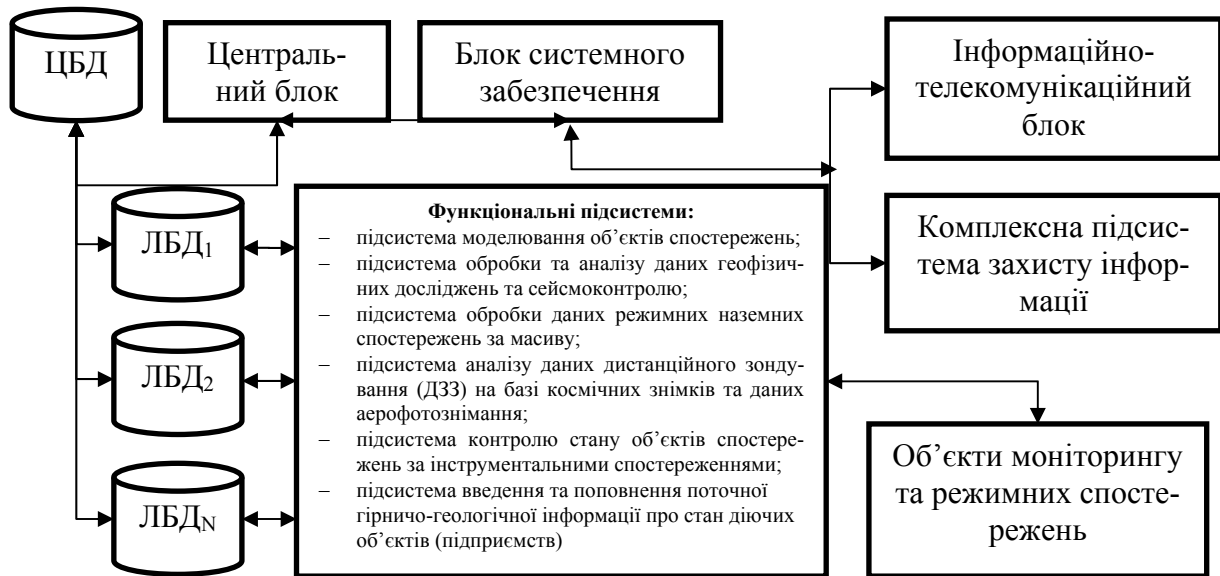 ЦБД
Централь-
ний блок
Блок системного
забезпечення
Інформаційно-
телекомунікаційний
блок
ЛБД1
ЛБД2
ЛБДN
Функціональні підсистеми:
– підсистема моделювання об’єктів спостережень;
– підсистема обробки та аналізу даних геофізич-
них досліджень та сейсмоконтролю;
– підсистема обробки даних режимних наземних
спостережень за масиву;
– підсистема аналізу даних дистанційного зонду-
вання (ДЗЗ) на базі космічних знімків та даних
аерофотознімання;
– підсистема контролю стану об’єктів спостере-
жень за інструментальними спостереженнями;
– підсистема введення та поповнення поточної
гірничо-геологічної інформації про стан діючих
об’єктів (підприємств)
Комплексна підсис-
тема захисту інфор-
мації
Об’єкти моніторингу
та режимних спосте-
режень